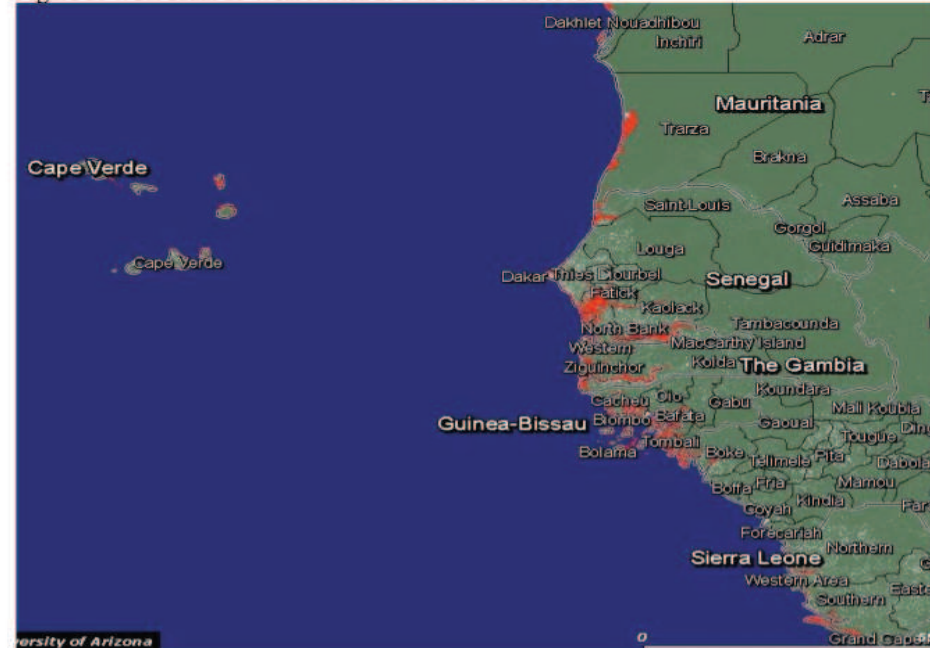 Dakhlet Nouadhibou
Inchiri
Adrar
Mauritania
Trarza
Brakna
Cape Verde
Assaba
Saint-Louis
Gorgol
Guidimaka
Louga
Cape Verde
Dakar
Thies Diourbel
Senegal
Fatick
Kaolack
North Bank
Tambacounda
Western
MacCarthy Island
Ziguinchor
Kolda
The Gambia
Koundara
Cacheu
Oio
Gabu
Mali Koubia
Guinea-Bissau
Biombo
Bafata
Gaoual
Tougue
Bolama
Tombali
Boke
Telimele
Pita
Dabola
Boffa
Fria
Mamou
Coyah
Kindia
Forecariah
Sierra Leone
Northern
Western Area
Southern
Grand Cape
ersity of Arizona
0